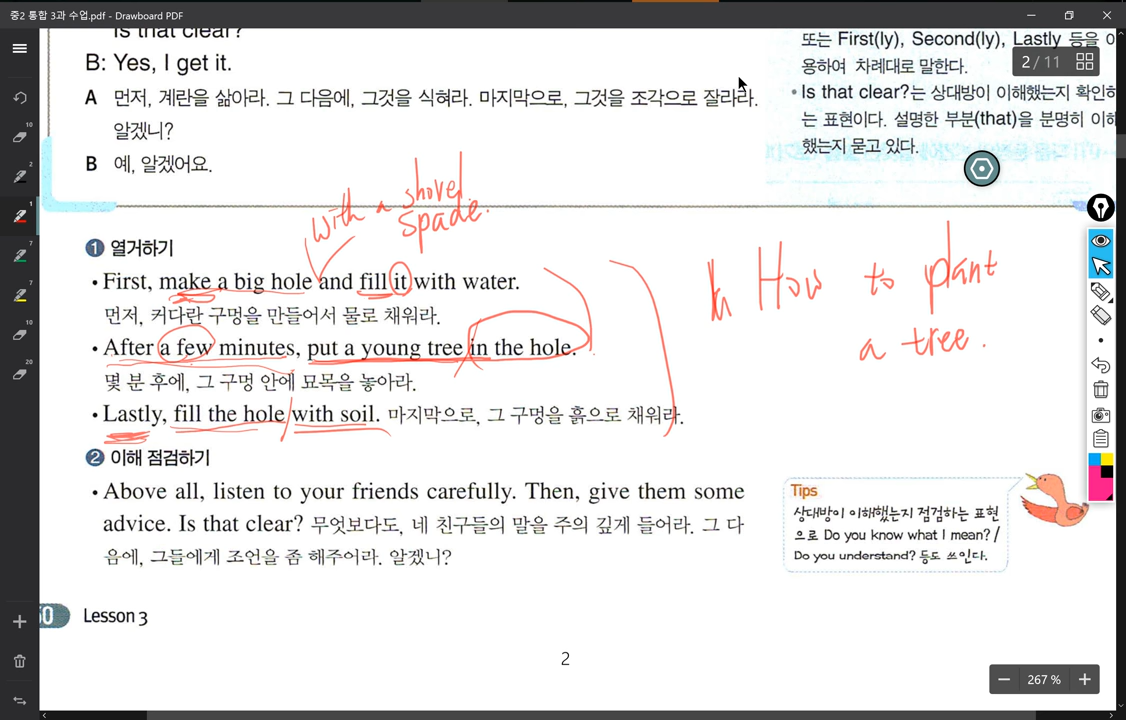 중2 통합 3과 수업.pdf - Drawboard PDF
Is that clear?
B: Yes, I get it.
A 먼저, 계란을 삶아라. 그 다음에, 그것을 식혀라. 마지막으로, 그것을 조각으로 잘라라.
알겠니?
B 예, 알겠어요.
또는 First(ly), Second(ly), Lastly 등을 이
용하여 차례대로 말한다.
• Is that clear?는 상대방이 이해했는지 확인하
는 표현이다. 설명한 부분(that)을 분명히 이해
했는지 묻고 있다.
2 / 11
with a shovel
spade.
1 열거하기
• First, make a big hole and fill it with water.
먼저, 커다란 구멍을 만들어서 물로 채워라.
• After a few minutes, put a young tree in the hole.
몇 분 후에, 그 구멍 안에 묘목을 놓아라.
• Lastly, fill the hole with soil. 마지막으로, 그 구멍을 흙으로 채워라.
How to plant
a tree.
2 이해 점검하기
• Above all, listen to your friends carefully. Then, give them some
advice. Is that clear? 무엇보다도, 네 친구들의 말을 주의 깊게 들어라. 그 다
음에, 그들에게 조언을 좀 해주어라. 알겠니?
Tips
상대방이 이해했는지 점검하는 표현
으로 Do you know what I mean? /
Do you understand? 등도 쓰인다.
Lesson 3
2
267 %
10
2
1
7
7
10
20